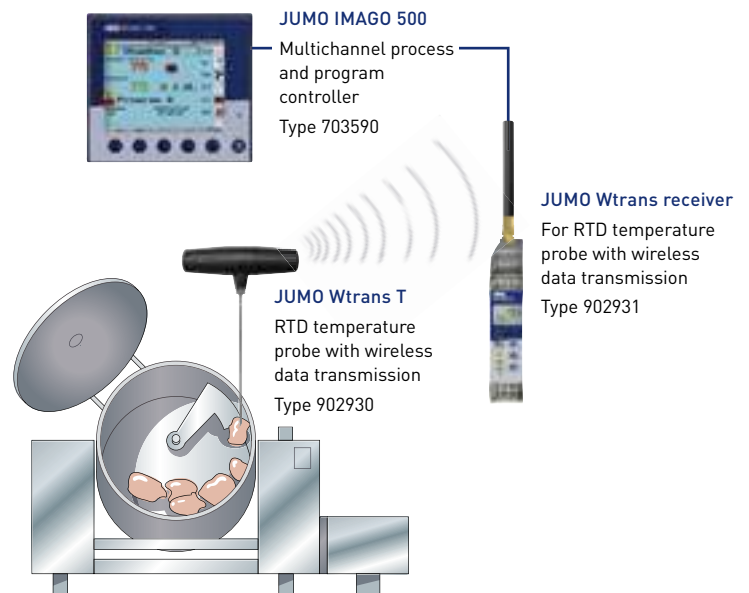 JUMO IMAGO 500
Multichannel process
and program
controller
Type 703590
JUMO Wtrans receiver
For RTD temperature
probe with wireless
data transmission
Type 902931
JUMO Wtrans T
RTD temperature
probe with wireless
data transmission
Type 902930